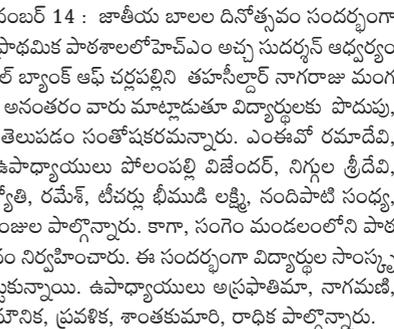 నంబర్ 14 : జాతీయ బాలల దినోత్సవం సందర్భంగా
ప్రాథమిక పాఠశాలలోహెచ్ఎం అచ్చ సుదర్శన్ ఆధ్వర్యం
ల్ బ్యాంక్ ఆఫ్ చర్లపల్లిని తహసీల్దార్ నాగరాజు మంగ
అనంతరం వారు మాట్లాడుతూ విద్యార్థులకు పొదుపు,
తెలుపడం సంతోషకరమన్నారు. ఎంఈవో రమాదేవి,
ఉపాధ్యాయులు పోలంపల్లి విజేందర్, నిగ్గుల శ్రీదేవి,
్యోతి, రమేశ్, టీచర్లు భీముడి లక్ష్మి, నందిపాటి సంధ్య,
ంజుల పాల్గొన్నారు. కాగా, సంగెం మండలంలోని పాఠ
ం నిర్వహించారు. ఈ సందర్భంగా విద్యార్థుల సాంస్కృ
ట్టుకున్నాయి. ఉపాధ్యాయులు అస్రఫాతిమా, నాగమణి,
మౌనిక, ప్రవళిక, శాంతకుమారి, రాధిక పాల్గొన్నారు.